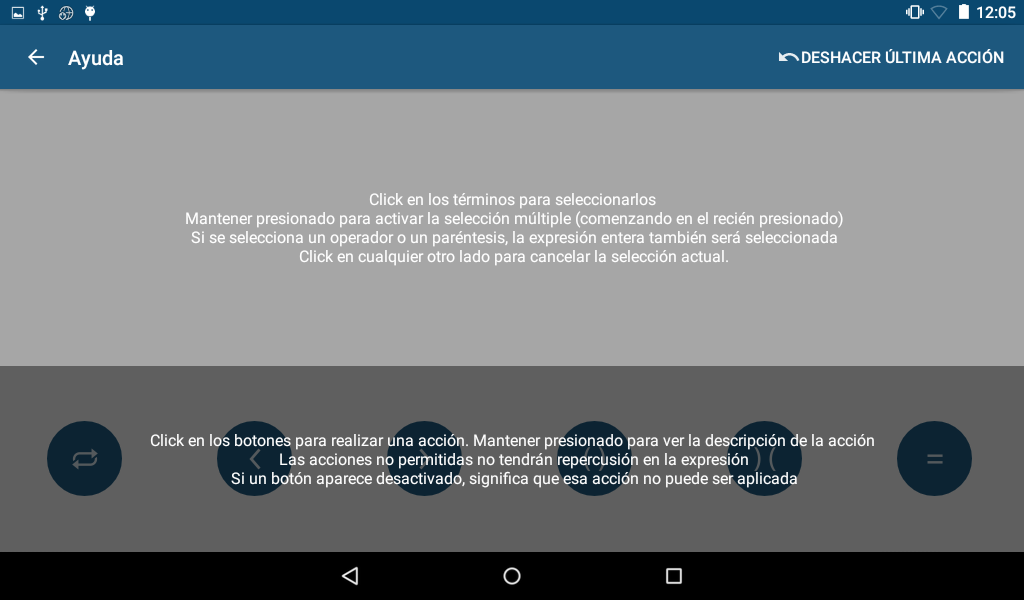 12:05
Ayuda
DESHACER ÚLTIMA ACCIÓN
Click en los términos para seleccionarlos
Mantener presionado para activar la selección múltiple (comenzando en el recién presionado)
Si se selecciona un operador o un paréntesis, la expresión entera también será seleccionada
Click en cualquier otro lado para cancelar la selección actual.
Click en los botones para realizar una acción. Mantener presionado para ver la descripción de la acción
Las acciones no permitidas no tendrán repercusión en la expresión
Si un botón aparece desactivado, significa que esa acción no puede ser aplicada